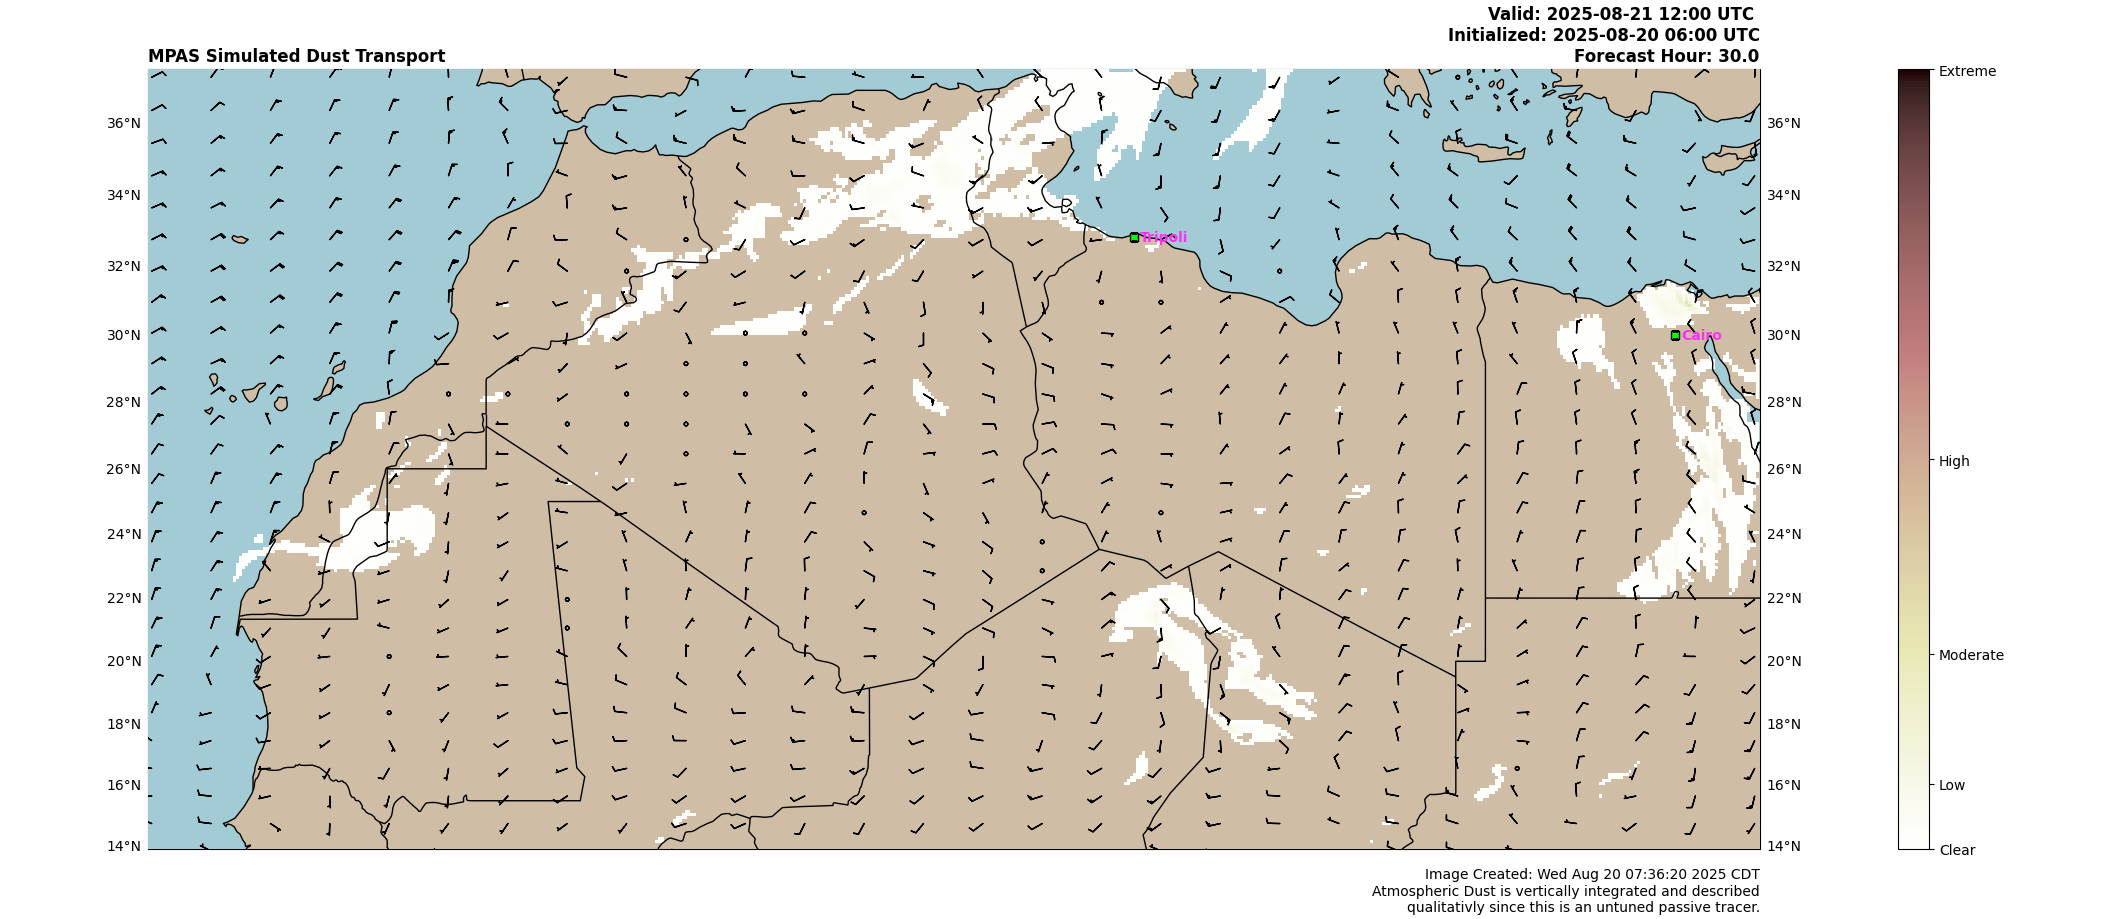 Valid: 2025-08-21 12:00 UTC
Initialized: 2025-08-20 06:00 UTC
MPAS Simulated Dust Transport
Forecast Hour: 30.0
Extreme
36°N
36°N
34°N
34°N
Tripoli
32°N
32°N
30°N
Cairo
30°N
28°N
28°N
26°N
High
26°N
24°N
24°N
22°N
22°N
20°N
20°N
Moderate
18°N
18°N
16°N
16°N
Low
14°N
14°N
Clear
Image Created: Wed Aug 20 07:36:20 2025 CDT
Atmospheric Dust is vertically integrated and described
qualitativly since this is an untuned passive tracer.